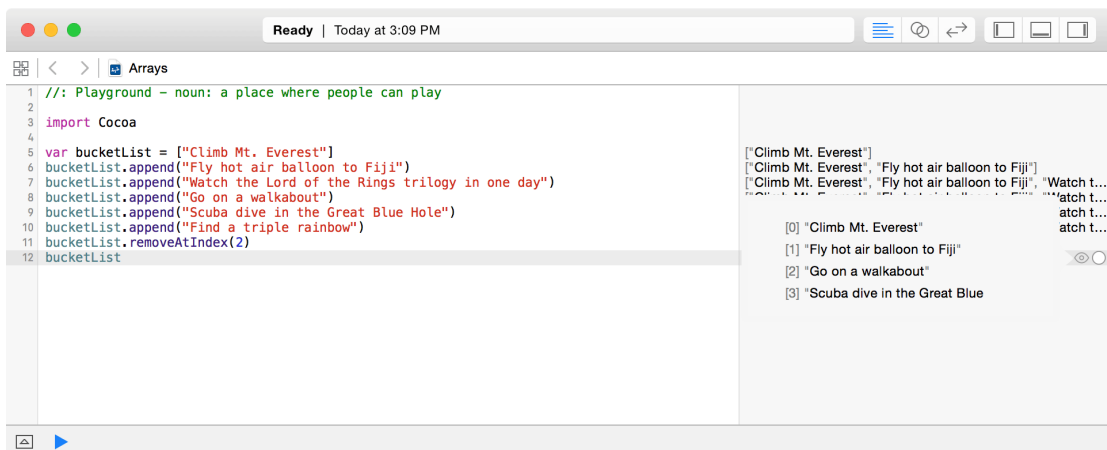 Ready | Today at 3:09 PM
Arrays
1 //: Playground – noun: a place where people can play
2
3 import Cocoa
4
5 var bucketList = ["Climb Mt. Everest"]
6 bucketList.append("Fly hot air balloon to Fiji")
7 bucketList.append("Watch the Lord of the Rings trilogy in one day")
8 bucketList.append("Go on a walkabout")
9 bucketList.append("Scuba dive in the Great Blue Hole")
10 bucketList.append("Find a triple rainbow")
11 bucketList.removeAtIndex(2)
12 bucketList
["Climb Mt. Everest"]
["Climb Mt. Everest", "Fly hot air balloon to Fiji"]
["Climb Mt. Everest", "Fly hot air balloon to Fiji", "Watch t...
atch t...
atch t...
atch t...
[0] "Climb Mt. Everest"
[1] "Fly hot air balloon to Fiji"
[2] "Go on a walkabout"
[3] "Scuba dive in the Great Blue